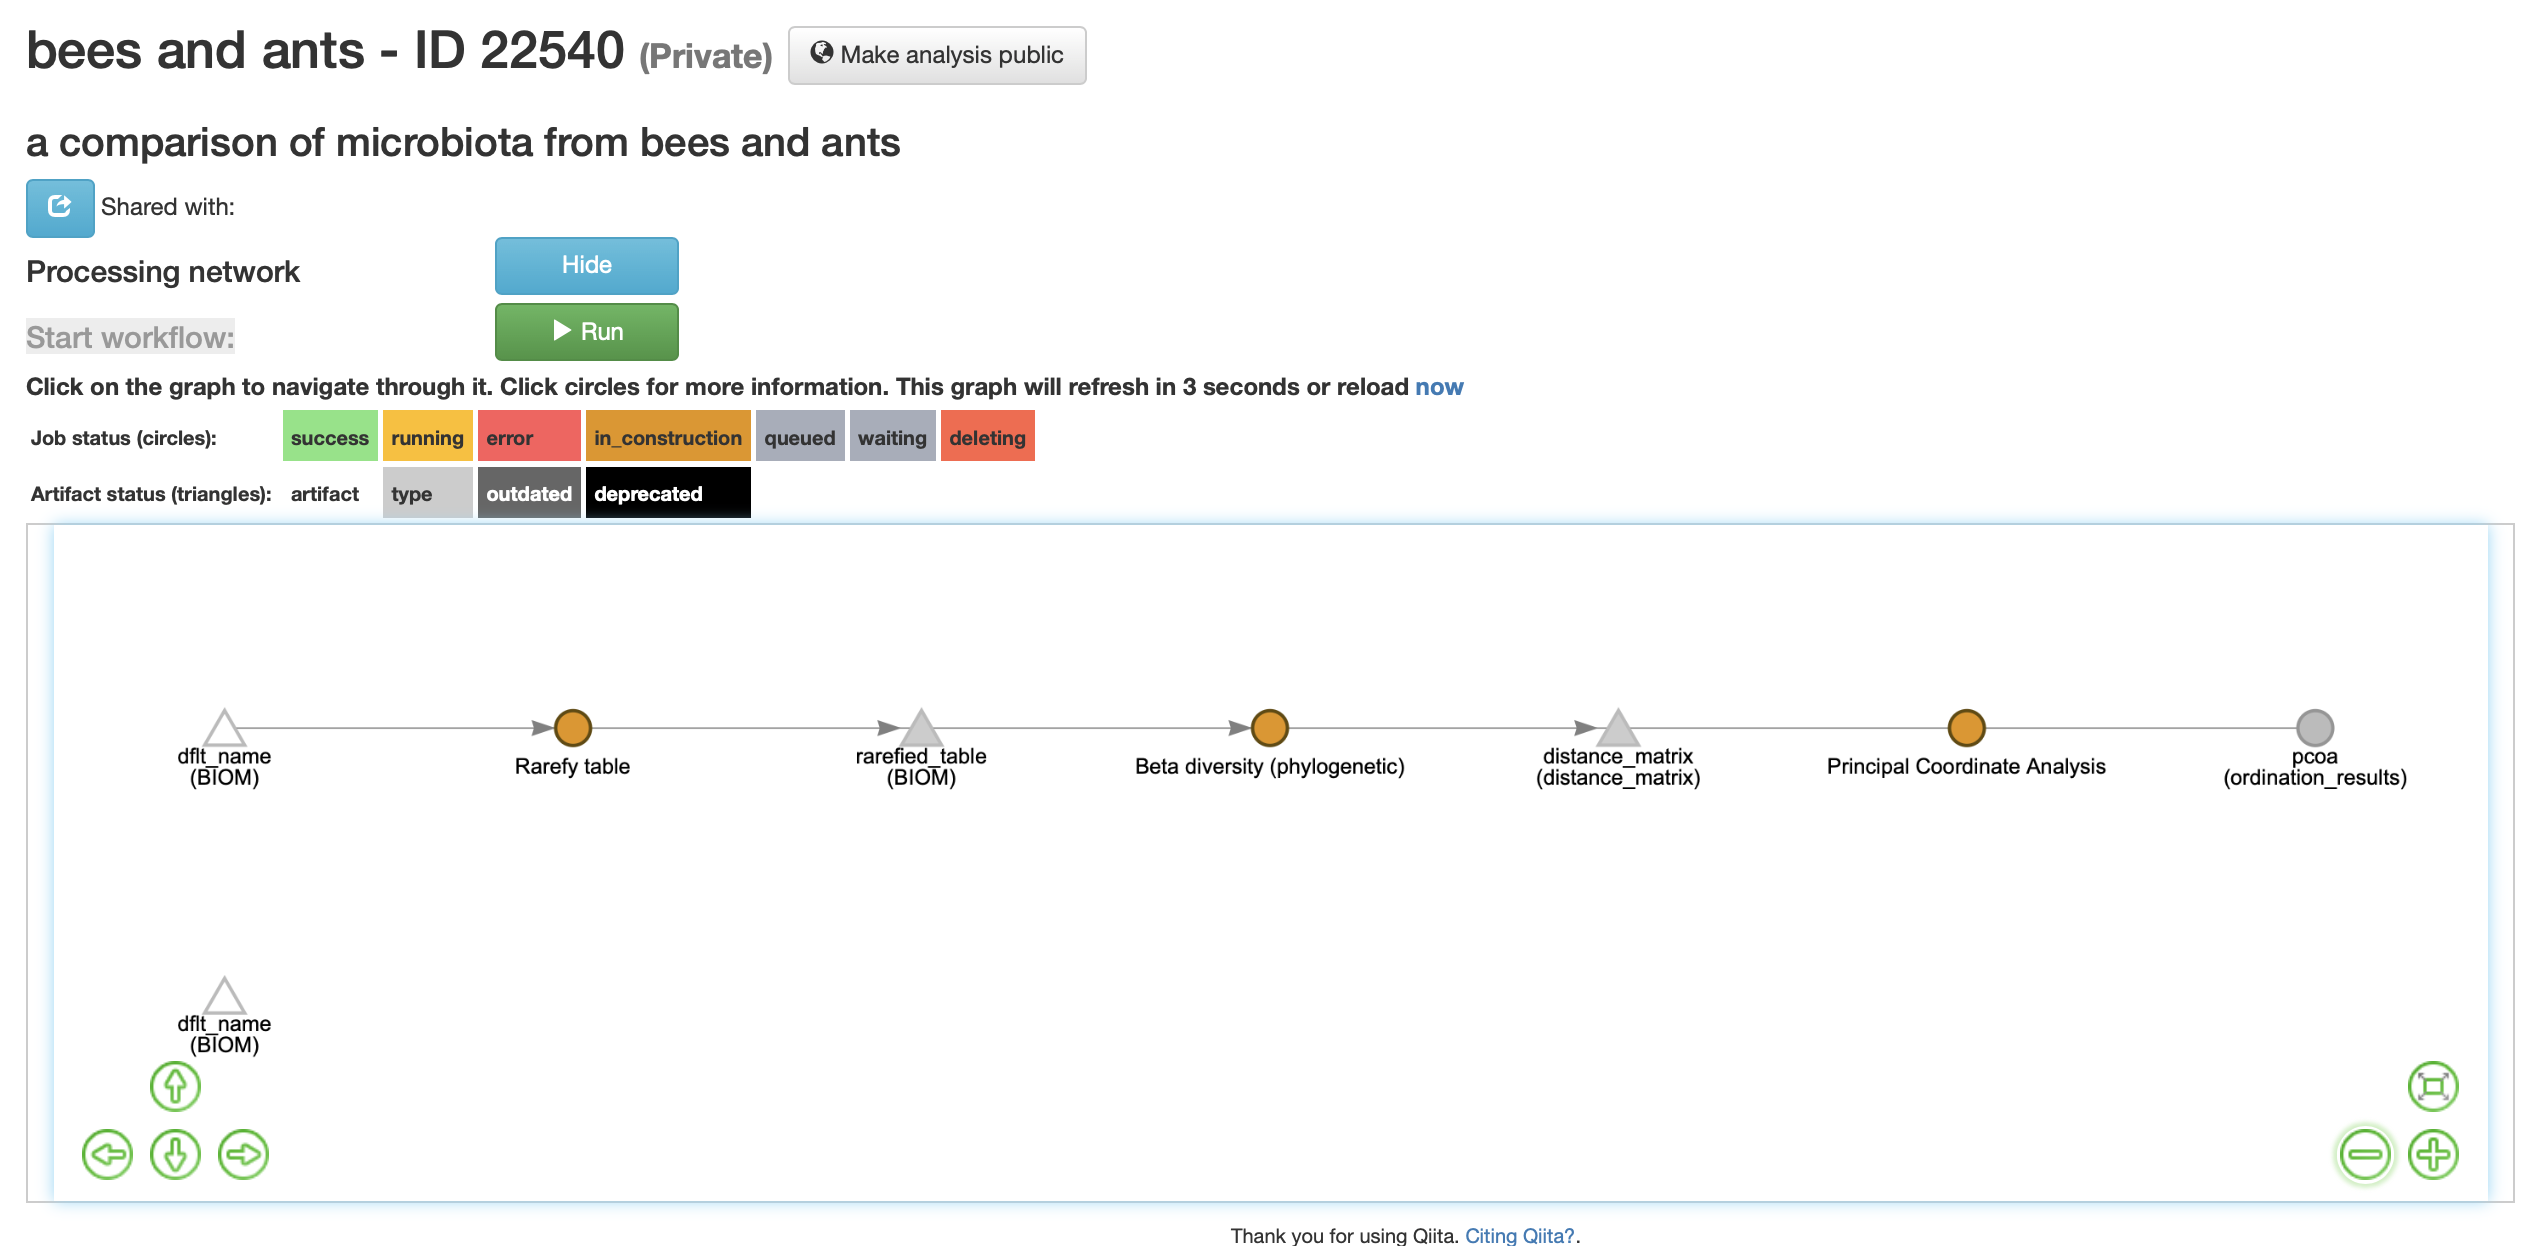 bees and ants - ID 22540 (Private) Make analysis public
a comparison of microbiota from bees and ants
Shared with:
Processing network Hide
Start workflow: Run
Click on the graph to navigate through it. Click circles for more information. This graph will refresh in 3 seconds or reload now
Job status (circles): success running error in_construction queued waiting deleting
Artifact status (triangles): artifact type outdated deprecated
dflt_name
(BIOM)
Rarefy table
rarefied_table
(BIOM)
Beta diversity (phylogenetic)
distance_matrix
(distance_matrix)
Principal Coordinate Analysis
pcoa
(ordination_results)
dflt_name
(BIOM)
Thank you for using Qiita. Citing Qiita?.